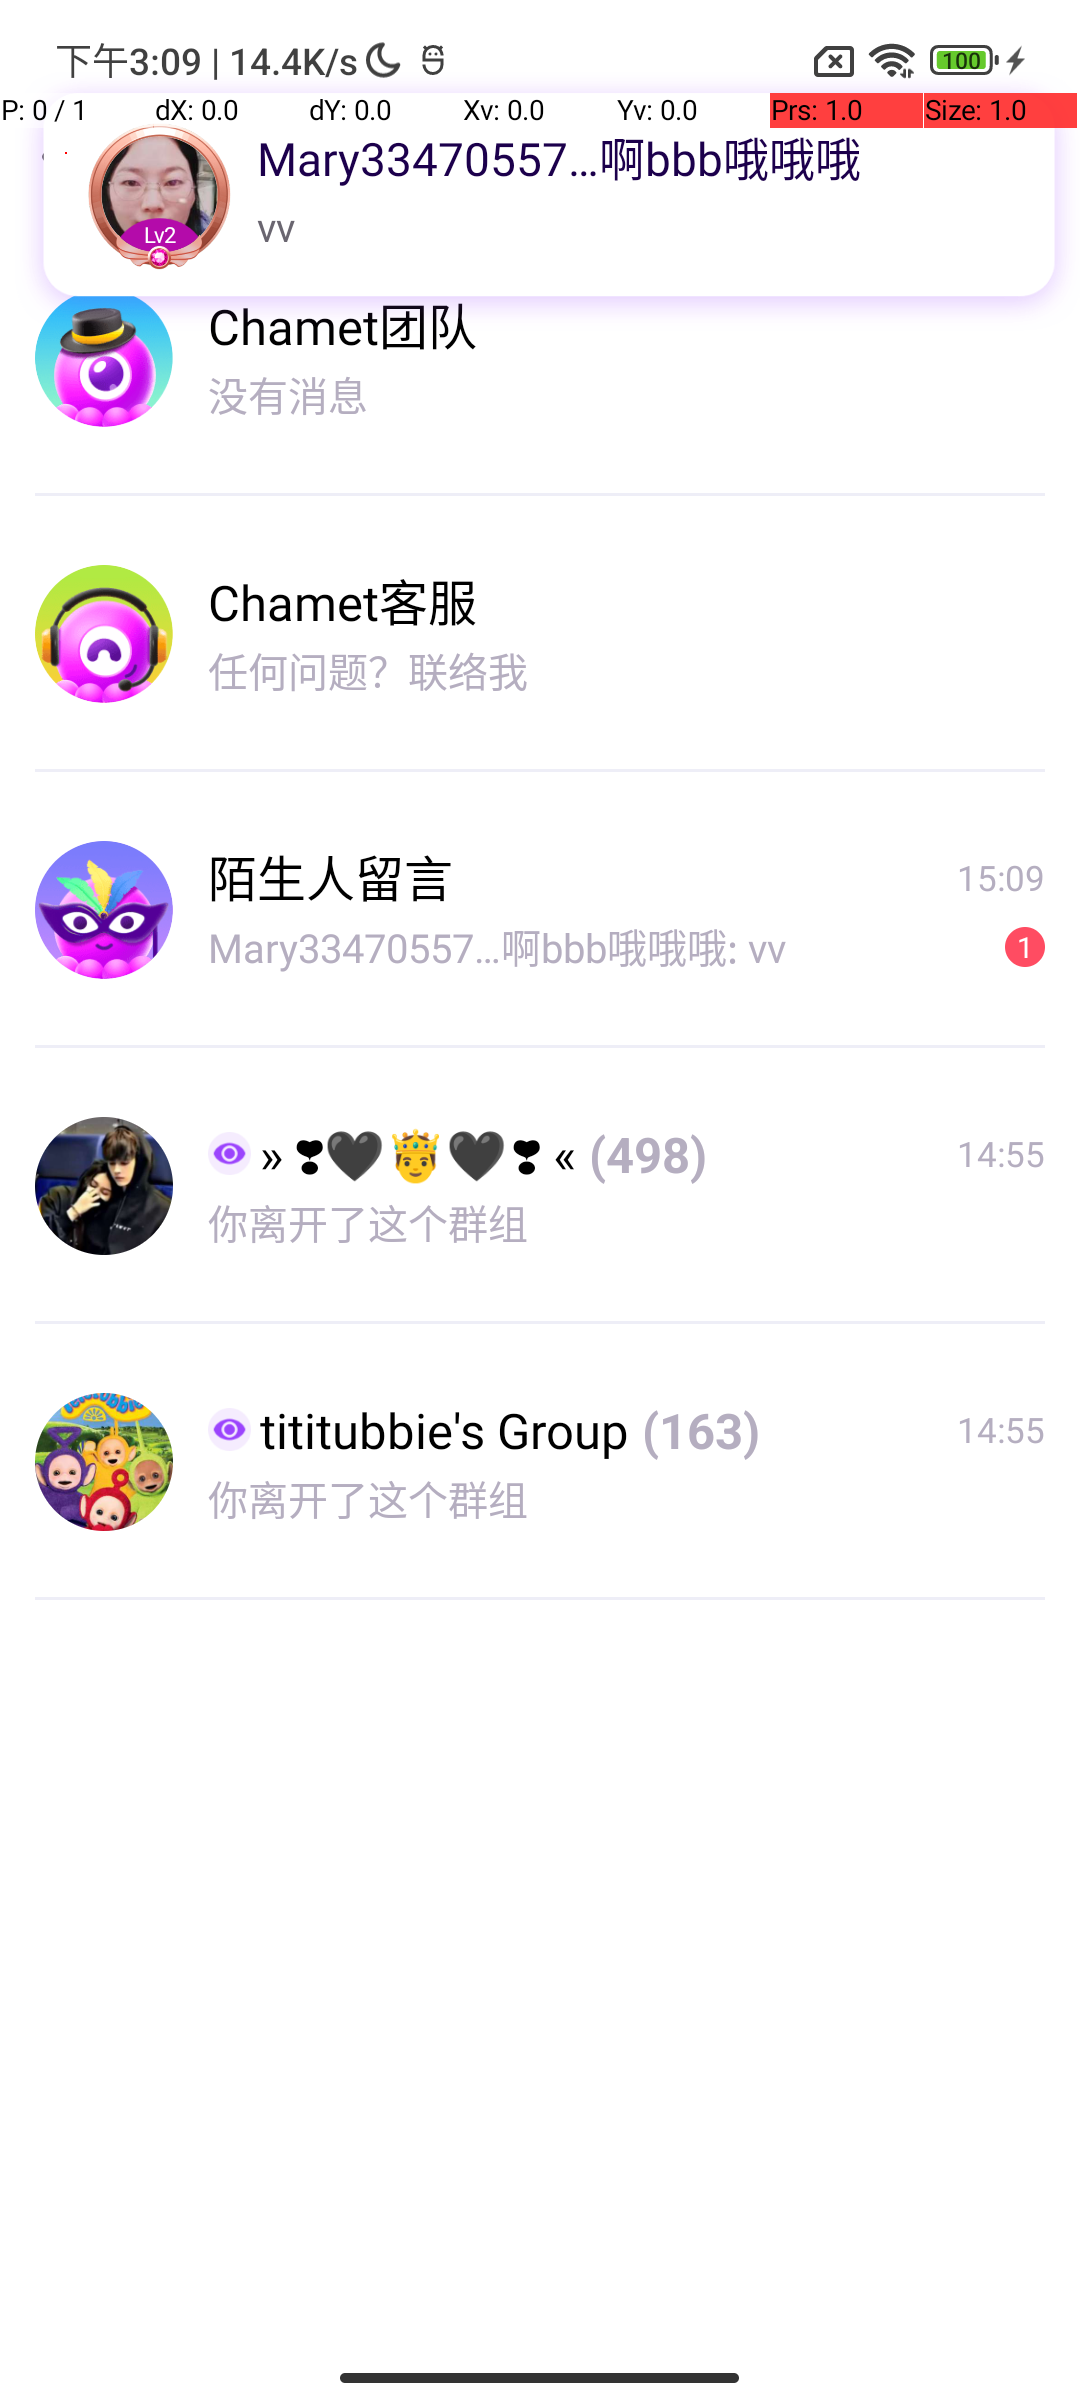 下午3:09 | 14.4K/s
100
P: 0 / 1 dX: 0.0 dY: 0.0 Xv: 0.0 Yv: 0.0 Prs: 1.0 Size: 1.0
Mary33470557...啊bbb哦哦哦
Lv2
vv
Chamet团队
没有消息
Chamet客服
任何问题？联络我
陌生人留言 15:09
Mary33470557...啊bbb哦哦哦: vv 1
» ❣🖤🤴🖤❣ « (498) 14:55
你离开了这个群组
tititubbie's Group (163) 14:55
你离开了这个群组